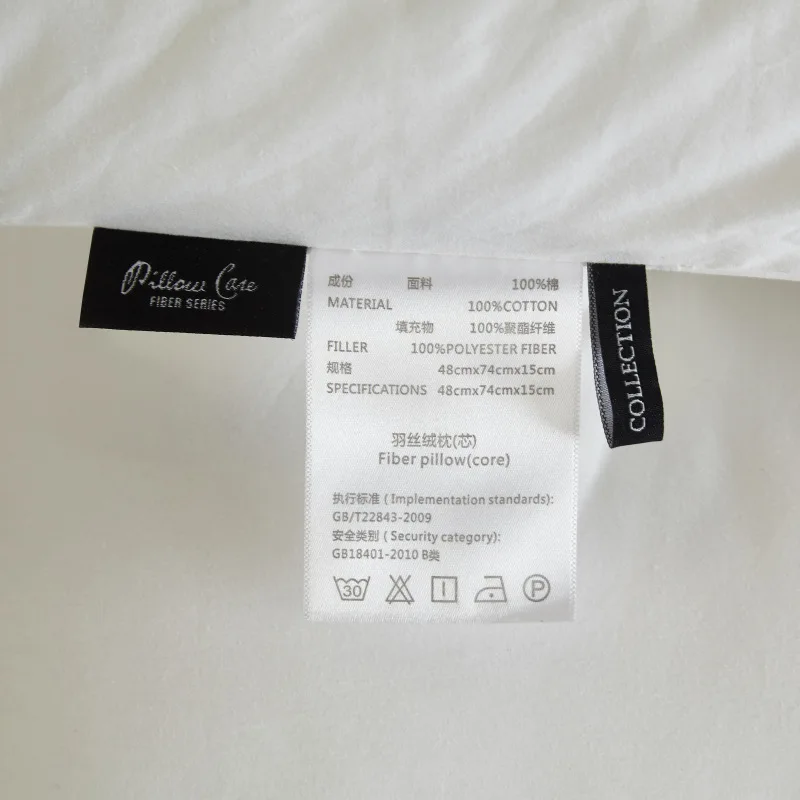 Pillow Case
FIBER SERIES
成份 面料 100%棉
MATERIAL 100%COTTON
填充物 100%聚酯纤维
FILLER 100%POLYESTER FIBER
规格 48cmx74cmx15cm
SPECIFICATIONS 48cmx74cmx15cm
羽丝绒枕(芯)
Fiber pillow(core)
执行标准 ( Implementation standards):
GB/T22843-2009
安全类别 ( Security category):
GB18401-2010 B类
30
P
COLLECTION